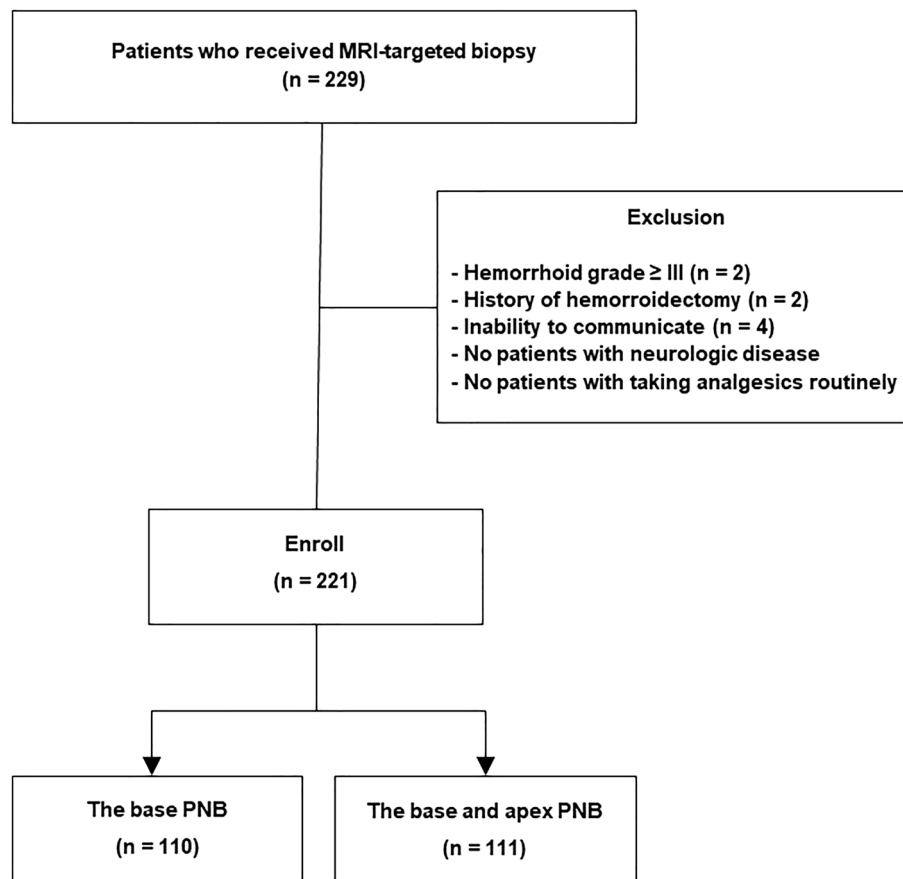 Patients who received MRI-targeted biopsy
(n = 229)
Exclusion
- Hemorrhoid grade ≥ III (n = 2)
- History of hemorroidectomy (n = 2)
- Inability to communicate (n = 4)
- No patients with neurologic disease
- No patients with taking analgesics routinely
Enroll
(n = 221)
The base PNB
(n = 110)
The base and apex PNB
(n = 111)